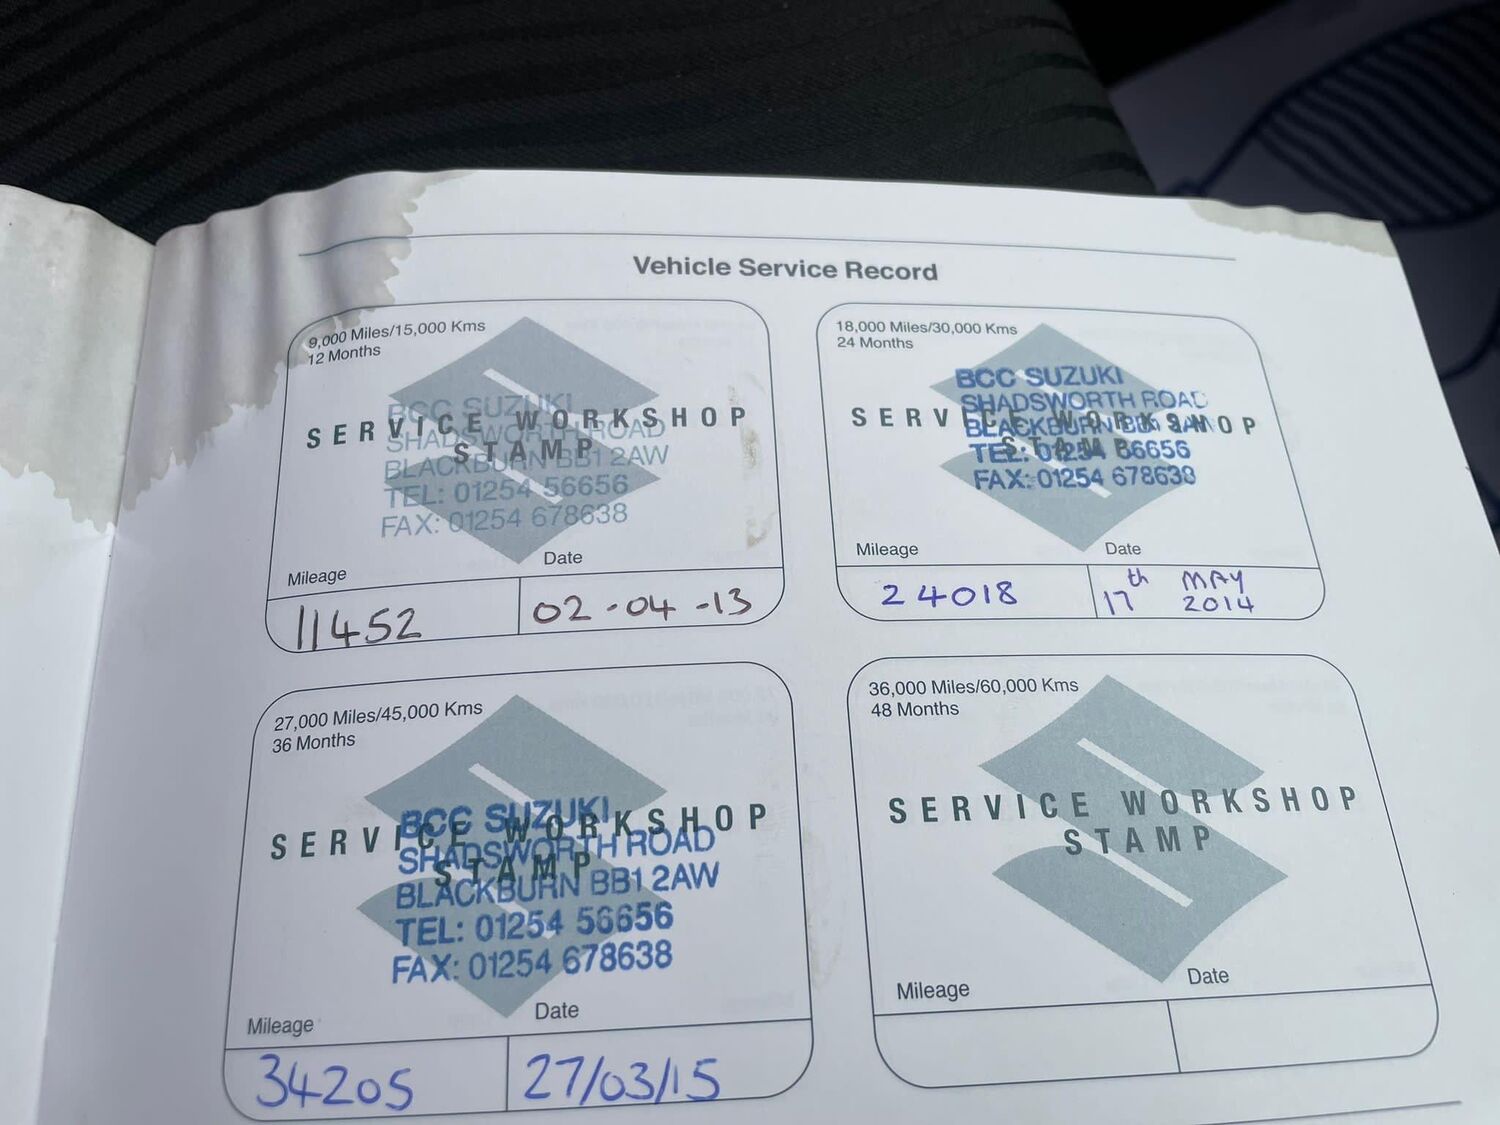 Vehicle Service Record
9,000 Miles/15,000 Kms
12 Months
SERVICE WORKSHOP
STAMP
BCC SUZUKI
SHADSWORTH ROAD
BLACKBURN BB1 2AW
TEL: 01254 56656
FAX: 01254 678638
Mileage
Date
11452
02-04-13
18,000 Miles/30,000 Kms
24 Months
SERVICE WORKSHOP
STAMP
BCC SUZUKI
SHADSWORTH ROAD
BLACKBURN BB1 2AW
TEL: 01254 56656
FAX: 01254 678638
Mileage
Date
24018
17th MAY
2014
27,000 Miles/45,000 Kms
36 Months
SERVICE WORKSHOP
STAMP
BCC SUZUKI
SHADSWORTH ROAD
BLACKBURN BB1 2AW
TEL: 01254 56656
FAX: 01254 678638
Mileage
Date
34205
27/03/15
36,000 Miles/60,000 Kms
48 Months
SERVICE WORKSHOP
STAMP
Mileage
Date